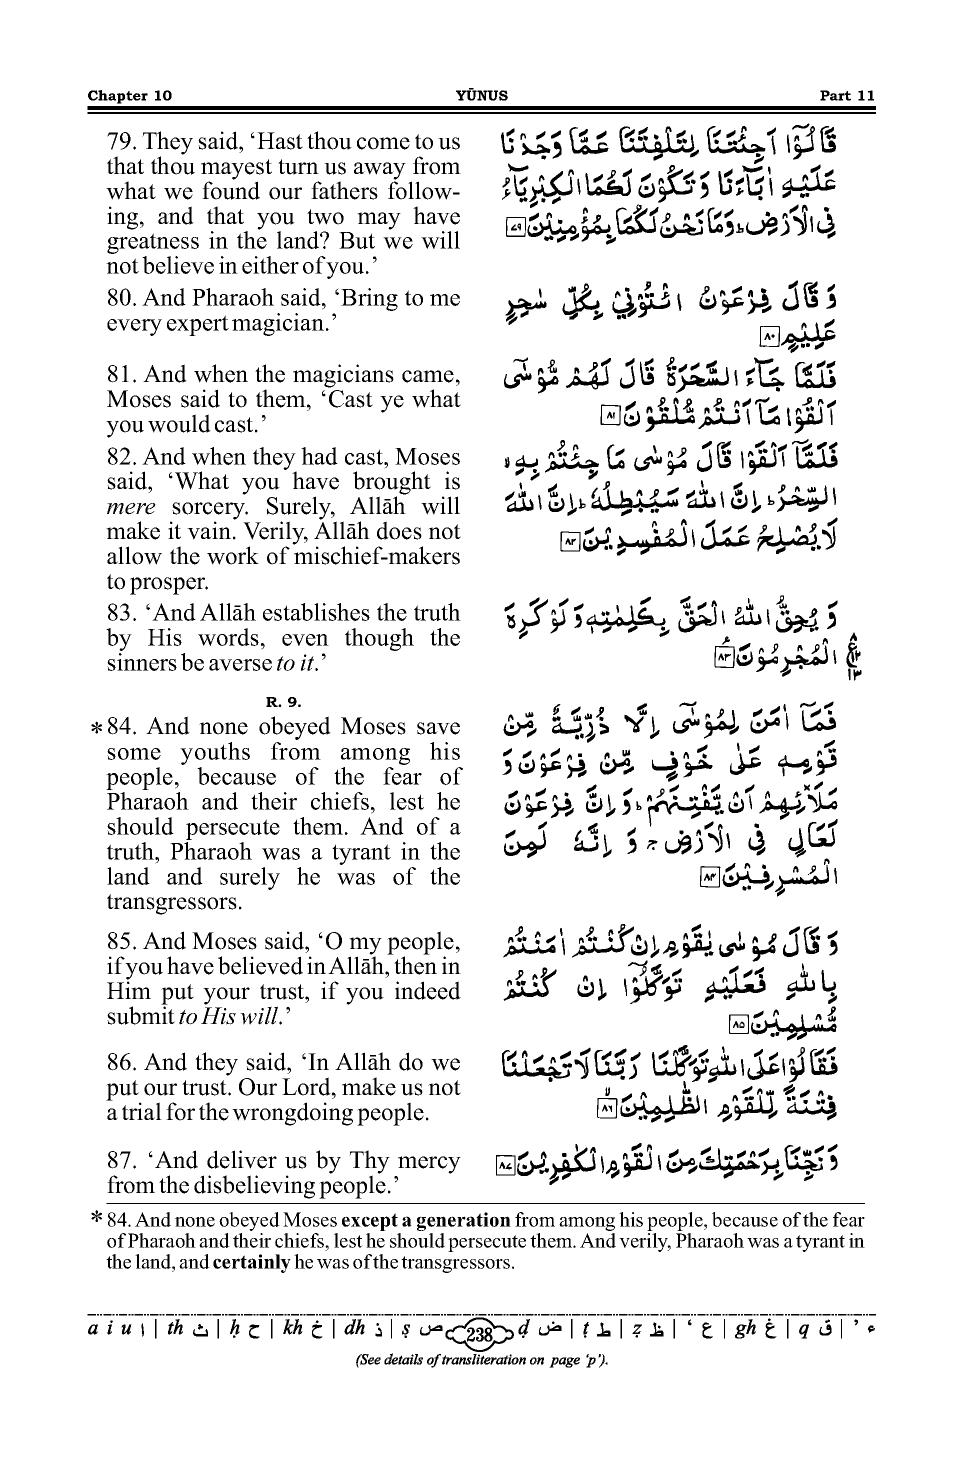 Chapter 10 YŪNUS Part 11
79. They said, ‘Hast thou come to us
that thou mayest turn us away from
what we found our fathers follow-
ing, and that you two may have
greatness in the land? But we will
not believe in either of you.’
قَالُوْۤا اَجِئْتَنَا لِتَلْفِتَنَا عَمَّا وَجَدْنَا
عَلَيْهِ اٰبَآءَنَا وَ تَكُوْنَ لَكُمَا الْكِبْرِيَآءُ
فِى الْاَرْضِ ؕ وَمَا نَحْنُ لَكُمَا بِمُؤْمِنِيْنَ ۷۹
80. And Pharaoh said, ‘Bring to me
every expert magician.’
وَ قَالَ فِرْعَوْنُ ائْتُوْنِيْ بِكُلِّ سٰحِرٍ
عَلِيْمٍ ۸۰
81. And when the magicians came,
Moses said to them, ‘Cast ye what
you would cast.’
فَلَمَّا جَآءَ السَّحَرَةُ قَالَ لَهُمْ مُّوْسٰۤى
اَلْقُوْا مَاۤ اَنْتُمْ مُّلْقُوْنَ ۸۱
82. And when they had cast, Moses
said, ‘What you have brought is
mere sorcery. Surely, Allāh will
make it vain. Verily, Allāh does not
allow the work of mischief-makers
to prosper.
فَلَمَّاۤ اَلْقَوْا قَالَ مُوْسٰى مَا جِئْتُمْ بِهِ ۙ
السِّحْرُ ؕ اِنَّ اللّٰهَ سَيُبْطِلُهٗ ؕ اِنَّ اللّٰهَ
لَا يُصْلِحُ عَمَلَ الْمُفْسِدِيْنَ ۸۲
83. ‘And Allāh establishes the truth
by His words, even though the
sinners be averse to it.’
وَ يُحِقُّ اللّٰهُ الْحَقَّ بِكَلِمٰتِهٖ وَ لَوْ كَرِهَ
الْمُجْرِمُوْنَ ۸۳
R. 9.
*84. And none obeyed Moses save
some youths from among his
people, because of the fear of
Pharaoh and their chiefs, lest he
should persecute them. And of a
truth, Pharaoh was a tyrant in the
land and surely he was of the
transgressors.
فَمَاۤ اٰمَنَ لِمُوْسٰۤى اِلَّا ذُرِّيَّةٌ مِّنْ
قَوْمِهٖ عَلٰى خَوْفٍ مِّنْ فِرْعَوْنَ وَ
مَلَا۠ئِهِمْ اَنْ يَّفْتِنَهُمْ ؕ وَ اِنَّ فِرْعَوْنَ
لَعَالٍ فِى الْاَرْضِ ۚ وَ اِنَّهٗ لَمِنَ
الْمُسْرِفِيْنَ ۸۴
85. And Moses said, ‘O my people,
if you have believed in Allāh, then in
Him put your trust, if you indeed
submit to His will.’
وَ قَالَ مُوْسٰى يٰقَوْمِ اِنْ كُنْتُمْ اٰمَنْتُمْ
بِاللّٰهِ فَعَلَيْهِ تَوَكَّلُوْۤا اِنْ كُنْتُمْ
مُّسْلِمِيْنَ ۸۵
86. And they said, ‘In Allāh do we
put our trust. Our Lord, make us not
a trial for the wrongdoing people.
فَقَالُوْا عَلَى اللّٰهِ تَوَكَّلْنَا ۚ رَبَّنَا لَا تَجْعَلْنَا
فِتْنَةً لِّلْقَوْمِ الظّٰلِمِيْنَ ۸۶
87. ‘And deliver us by Thy mercy
from the disbelieving people.’
وَ نَجِّنَا بِرَحْمَتِكَ مِنَ الْقَوْمِ الْكٰفِرِيْنَ ۸۷
* 84. And none obeyed Moses except a generation from among his people, because of the fear
of Pharaoh and their chiefs, lest he should persecute them. And verily, Pharaoh was a tyrant in
the land, and certainly he was of the transgressors.
a i u ا | th ث | ḥ ح | kh خ | dh ذ | ṣ ص 238 ḍ ض | ṭ ط | ẓ ظ | ‘ ع | gh غ | q ق | ’ ء
(See details of transliteration on page ‘p’).